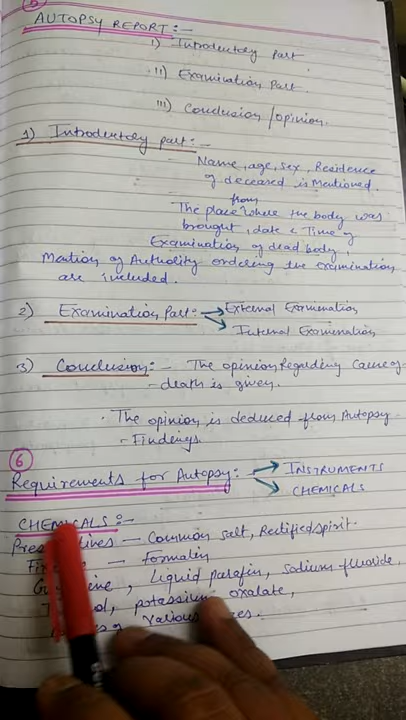 5
AUTOPSY REPORT:-
i) Introductory Part
ii) Examination Part.
iii) Conclusion/opinion.
1) Introductory part:-
Name, age, sex, Residence
of deceased is Mentioned.
from
The place where the body was
brought, date & Time of
Examination of dead body,
Mention of Authority ordering the examination
are included.
2) Examination Part:- → External Examination
→ Internal Examination
3) Conclusion:- The opinion Regarding Cause of
- death is given.
· The opinion is deduced from Autopsy
- Findings
6
Requirements for Autopsy:- → INSTRUMENTS
→ CHEMICALS
CHEMICALS:-
— Common salt, Rectified spirit.
— Formalin
, Liquid parafin, sodium fluoride,
potassium oxalate,
various